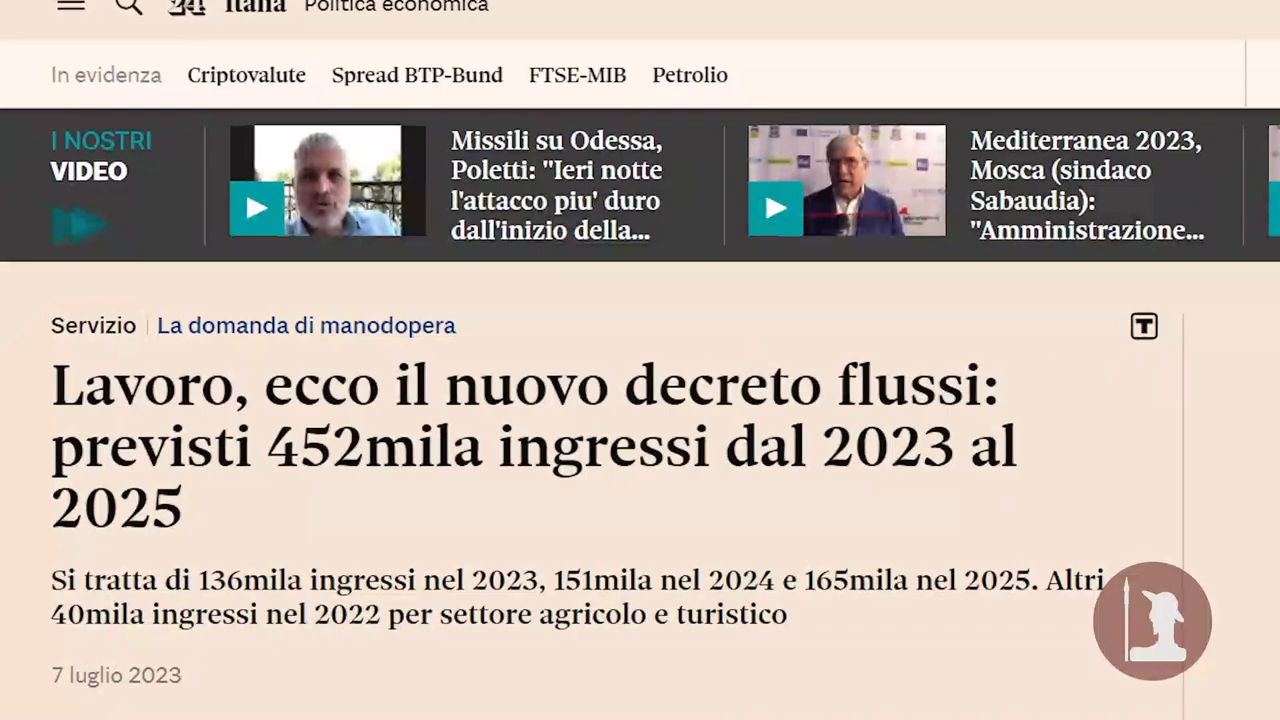 24 Italia Politica economica
In evidenza Criptovalute Spread BTP-Bund FTSE-MIB Petrolio
I NOSTRI
VIDEO
Missili su Odessa,
Poletti: "Ieri notte
l'attacco piu' duro
dall'inizio della...
Mediterranea 2023,
Mosca (sindaco
Sabaudia):
"Amministrazione...
Servizio La domanda di manodopera
T
Lavoro, ecco il nuovo decreto flussi:
previsti 452mila ingressi dal 2023 al
2025
Si tratta di 136mila ingressi nel 2023, 151mila nel 2024 e 165mila nel 2025. Altri
40mila ingressi nel 2022 per settore agricolo e turistico
7 luglio 2023